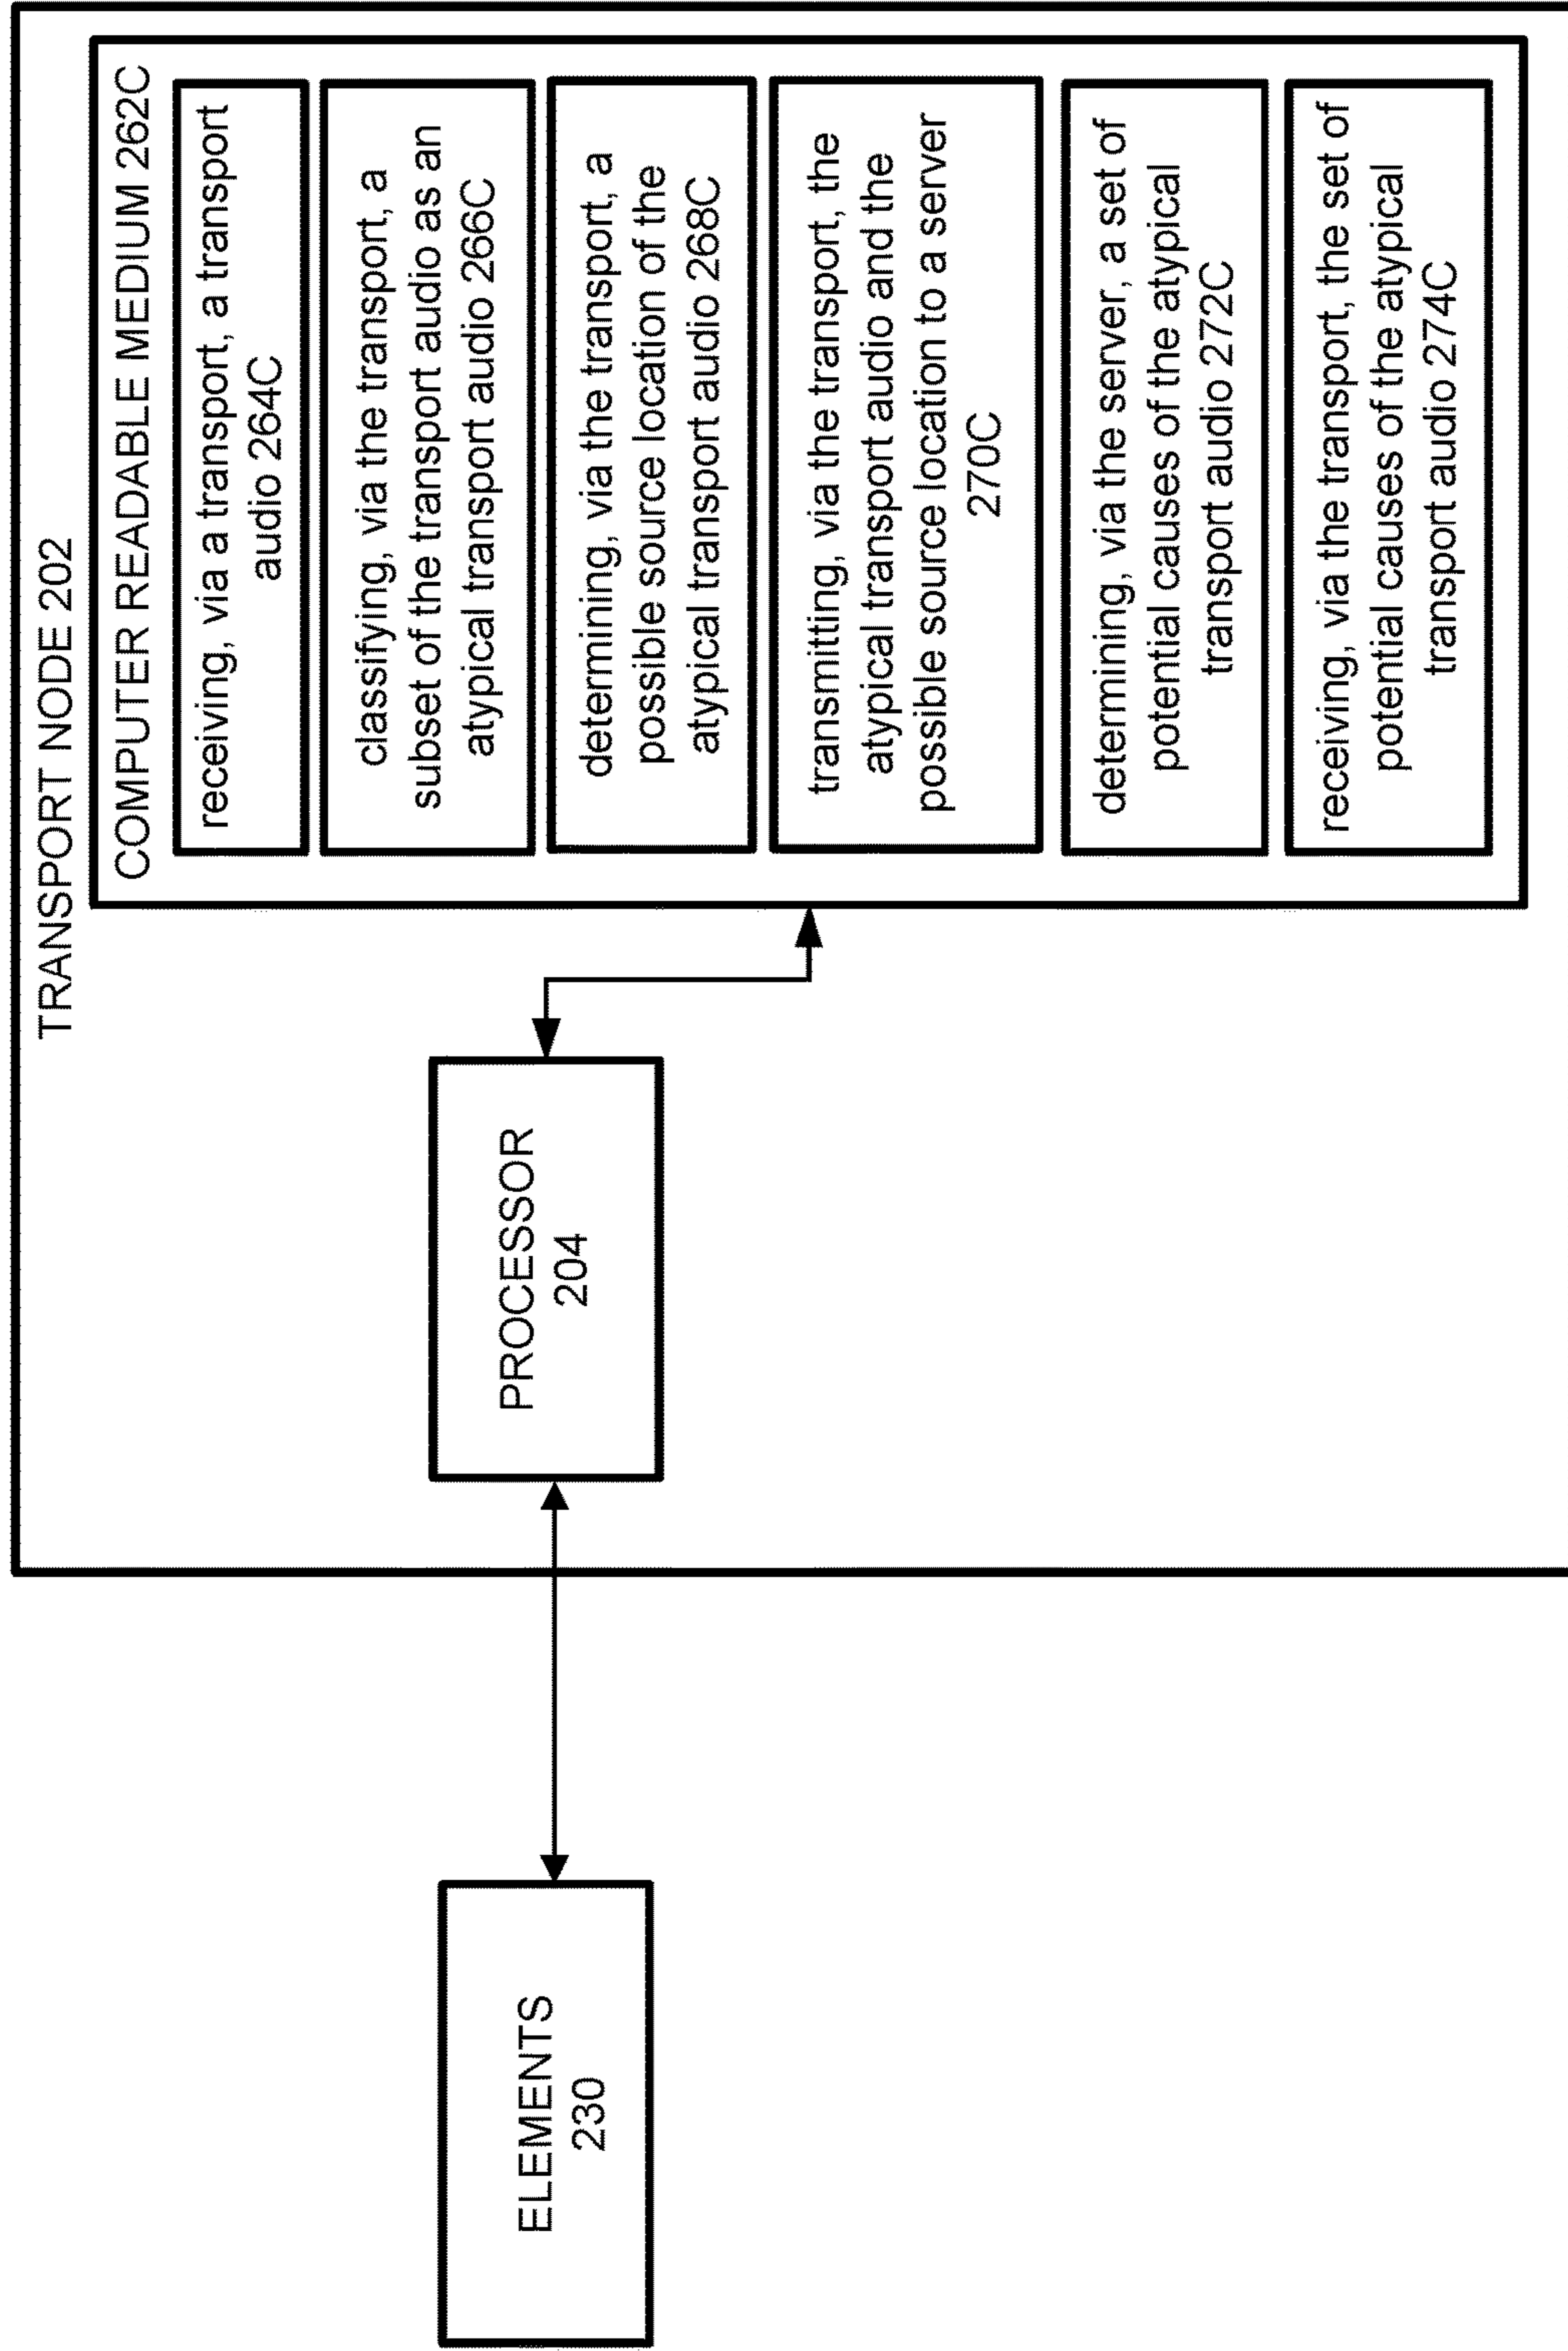 TRANSPORT NODE 202
COMPUTER READABLE MEDIUM 262C
receiving, via a transport, a transport
audio 264C
classifying, via the transport, a
subset of the transport audio as an
atypical transport audio 266C
determining, via the transport, a
possible source location of the
atypical transport audio 268C
transmitting, via the transport, the
atypical transport audio and the
possible source location to a server
270C
determining, via the server, a set of
potential causes of the atypical
transport audio 272C
receiving, via the transport, the set of
potential causes of the atypical
transport audio 274C
PROCESSOR
204
ELEMENTS
230